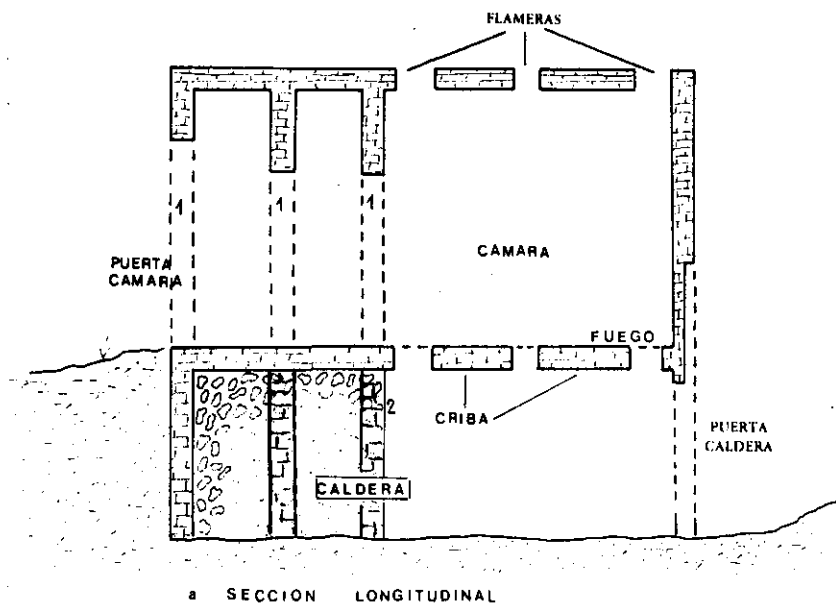 FLAMERAS
1
1
1
PUERTA
CAMARA
CAMARA
FUEGO
2
CRIBA
PUERTA
CALDERA
CALDERA
a SECCION LONGITUDINAL